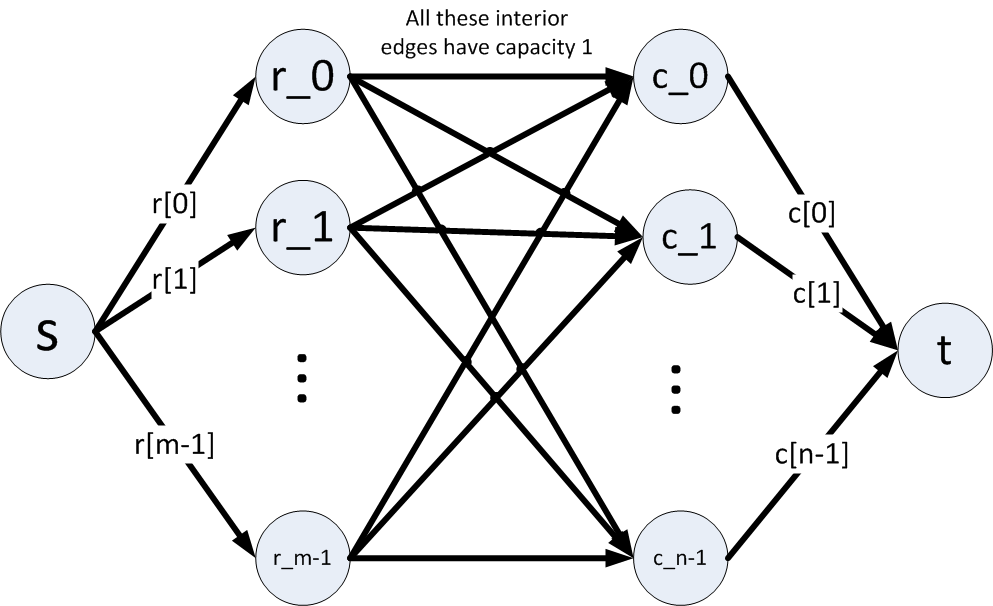 All these interior
edges have capacity 1
r_0
c_0
r[0]
c[0]
r_1
c_1
r[1]
c[1]
s
t
r[m-1]
c[n-1]
r_m-1
c_n-1